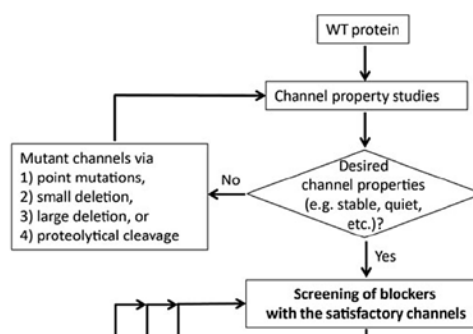 WT protein
Channel property studies
Mutant channels via
1) point mutations,
2) small deletion,
3) large deletion, or
4) proteolytical cleavage
No
Desired
channel properties
(e.g. stable, quiet,
etc.)?
Yes
Screening of blockers
with the satisfactory channels